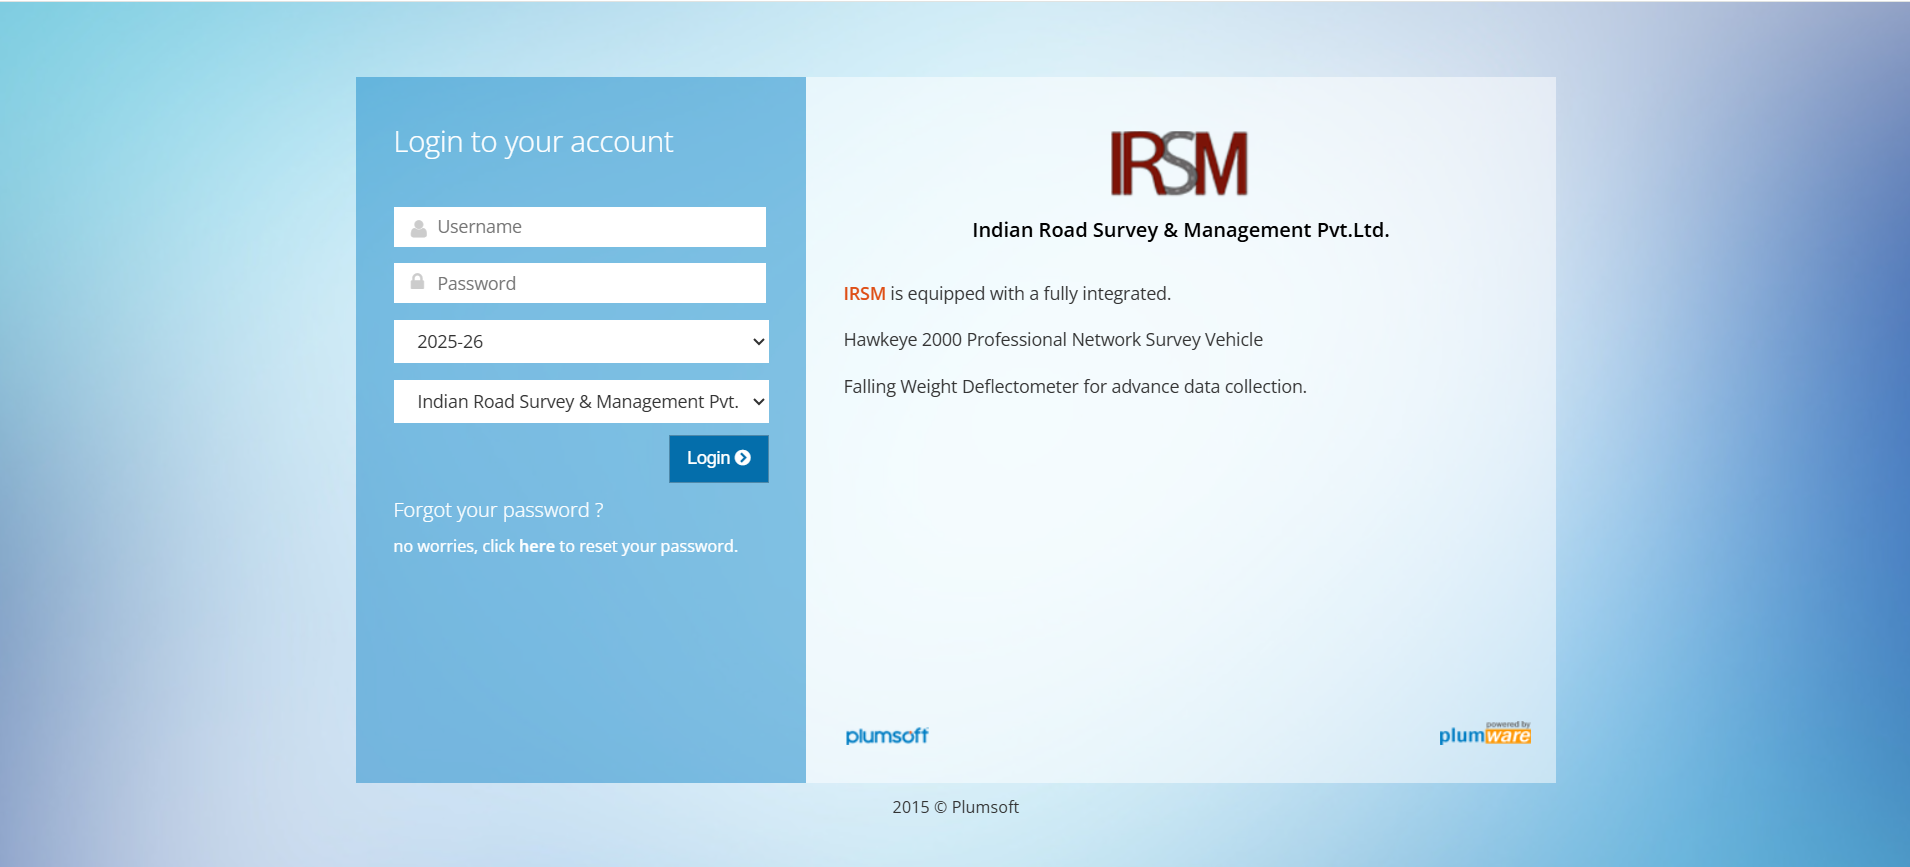 Login to your account
Username
Password
2025-26
Indian Road Survey & Management Pvt.
Login
Forgot your password ?
no worries, click here to reset your password.
IRSM
Indian Road Survey & Management Pvt.Ltd.
IRSM is equipped with a fully integrated.
Hawkeye 2000 Professional Network Survey Vehicle
Falling Weight Deflectometer for advance data collection.
plumsoft
powered by
plumware
2015 © Plumsoft